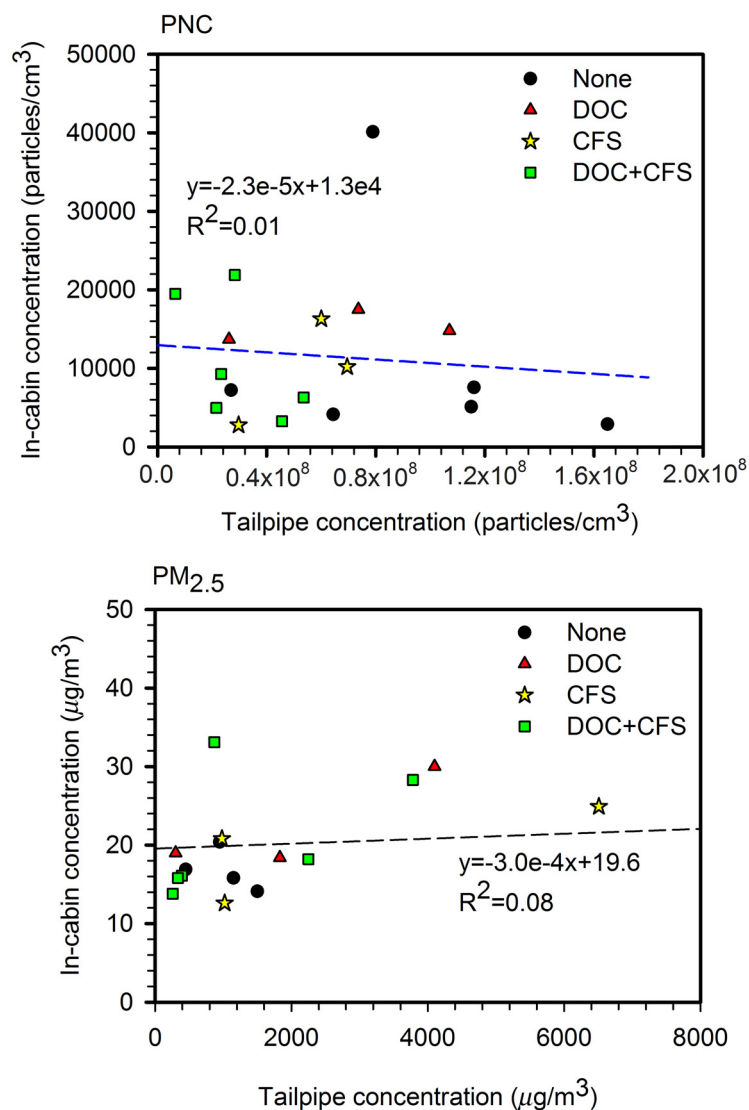 PNC
In-cabin concentration (particles/cm³)
50000
40000
30000
20000
10000
0
None
DOC
CFS
DOC+CFS
y=-2.3e-5x+1.3e4
R²=0.01
0.0 0.4x10⁸ 0.8x10⁸ 1.2x10⁸ 1.6x10⁸ 2.0x10⁸
Tailpipe concentration (particles/cm³)
PM₂.₅
In-cabin concentration (µg/m³)
50
40
30
20
10
0
None
DOC
CFS
DOC+CFS
y=-3.0e-4x+19.6
R²=0.08
0 2000 4000 6000 8000
Tailpipe concentration (µg/m³)